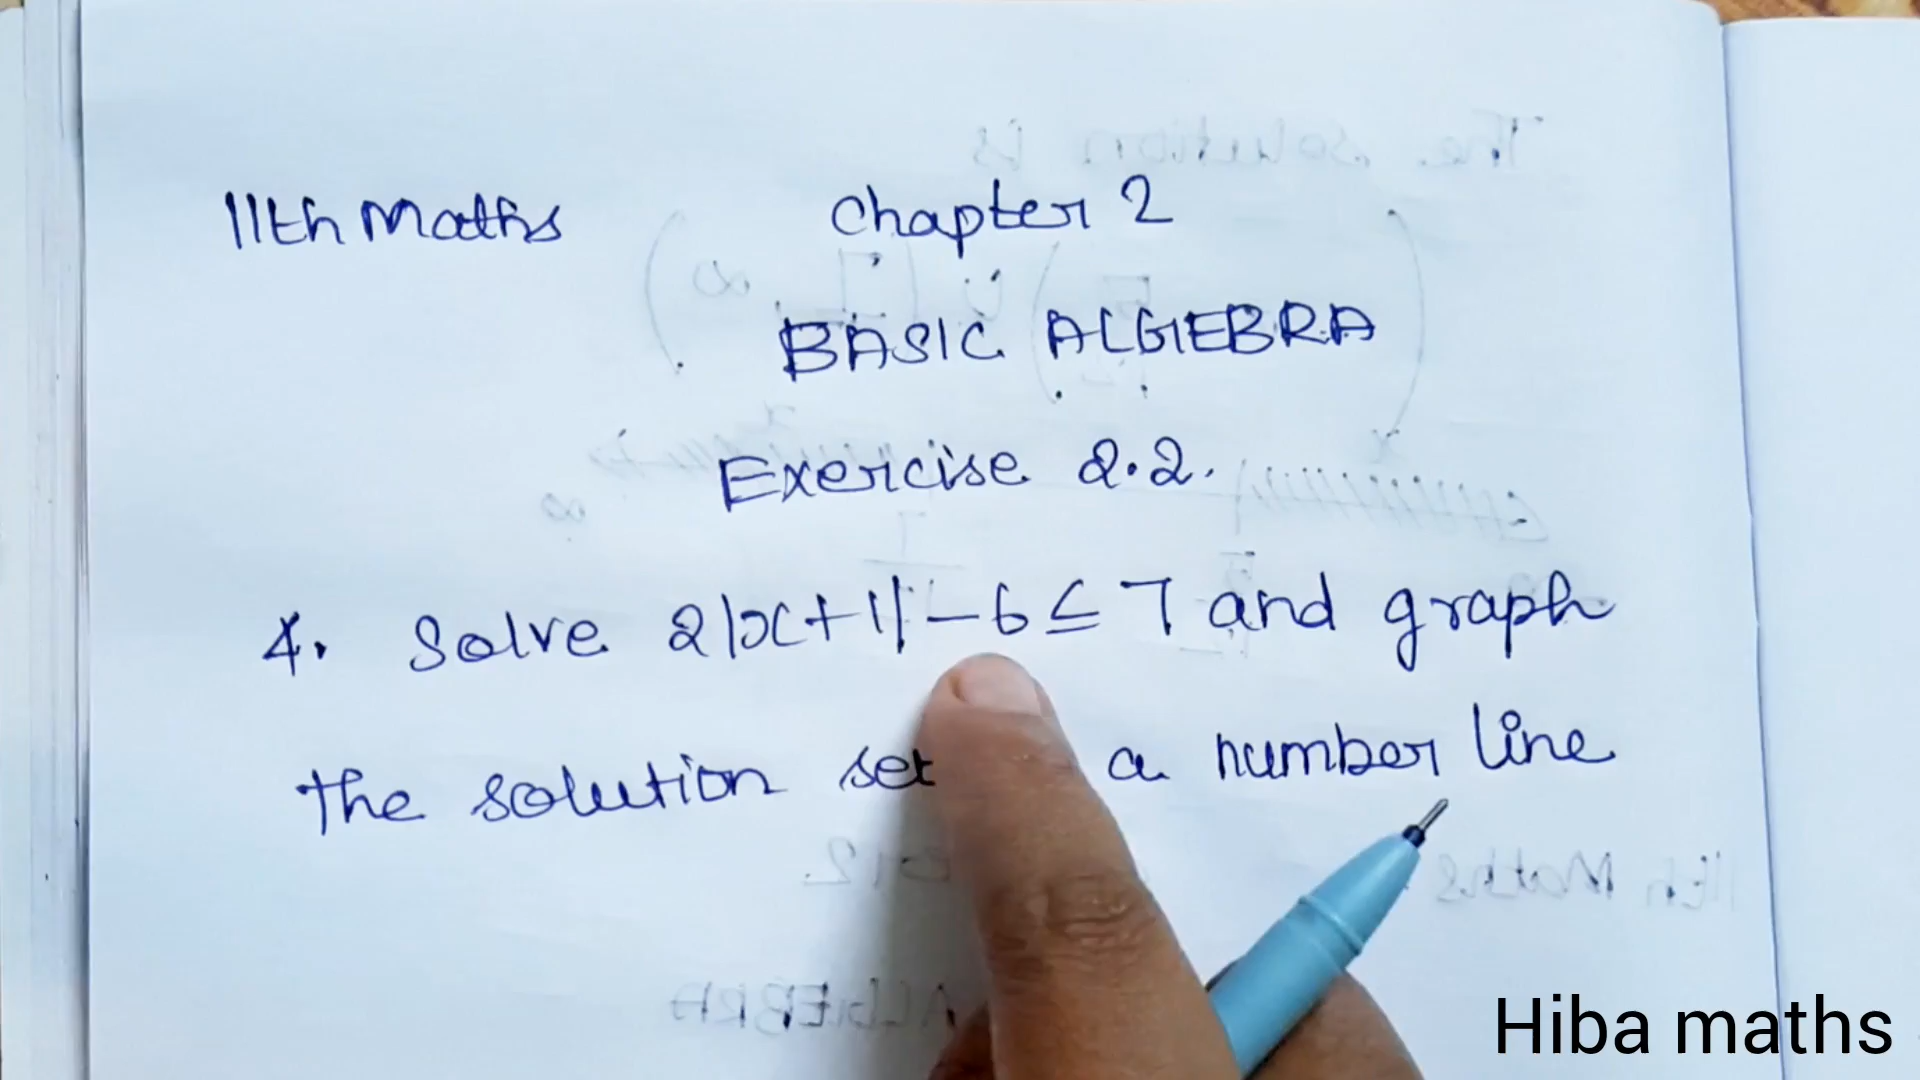 11th Maths Chapter 2
BASIC ALGEBRA
Exercise 2.2.
4. Solve 2|x+1|-6≤7 and graph
the solution set a number line
Hiba maths